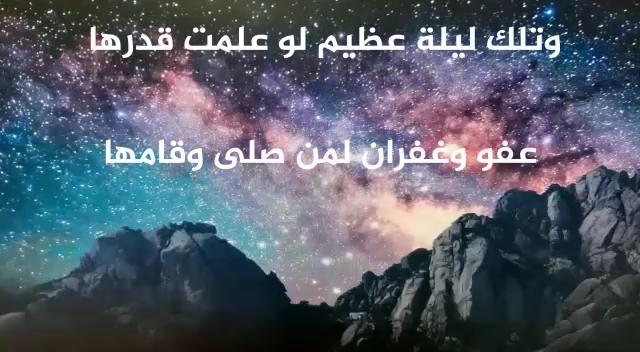 وتلك ليلة عظيم لو علمت قدرها
عفو وغفران لمن صلى وقامها